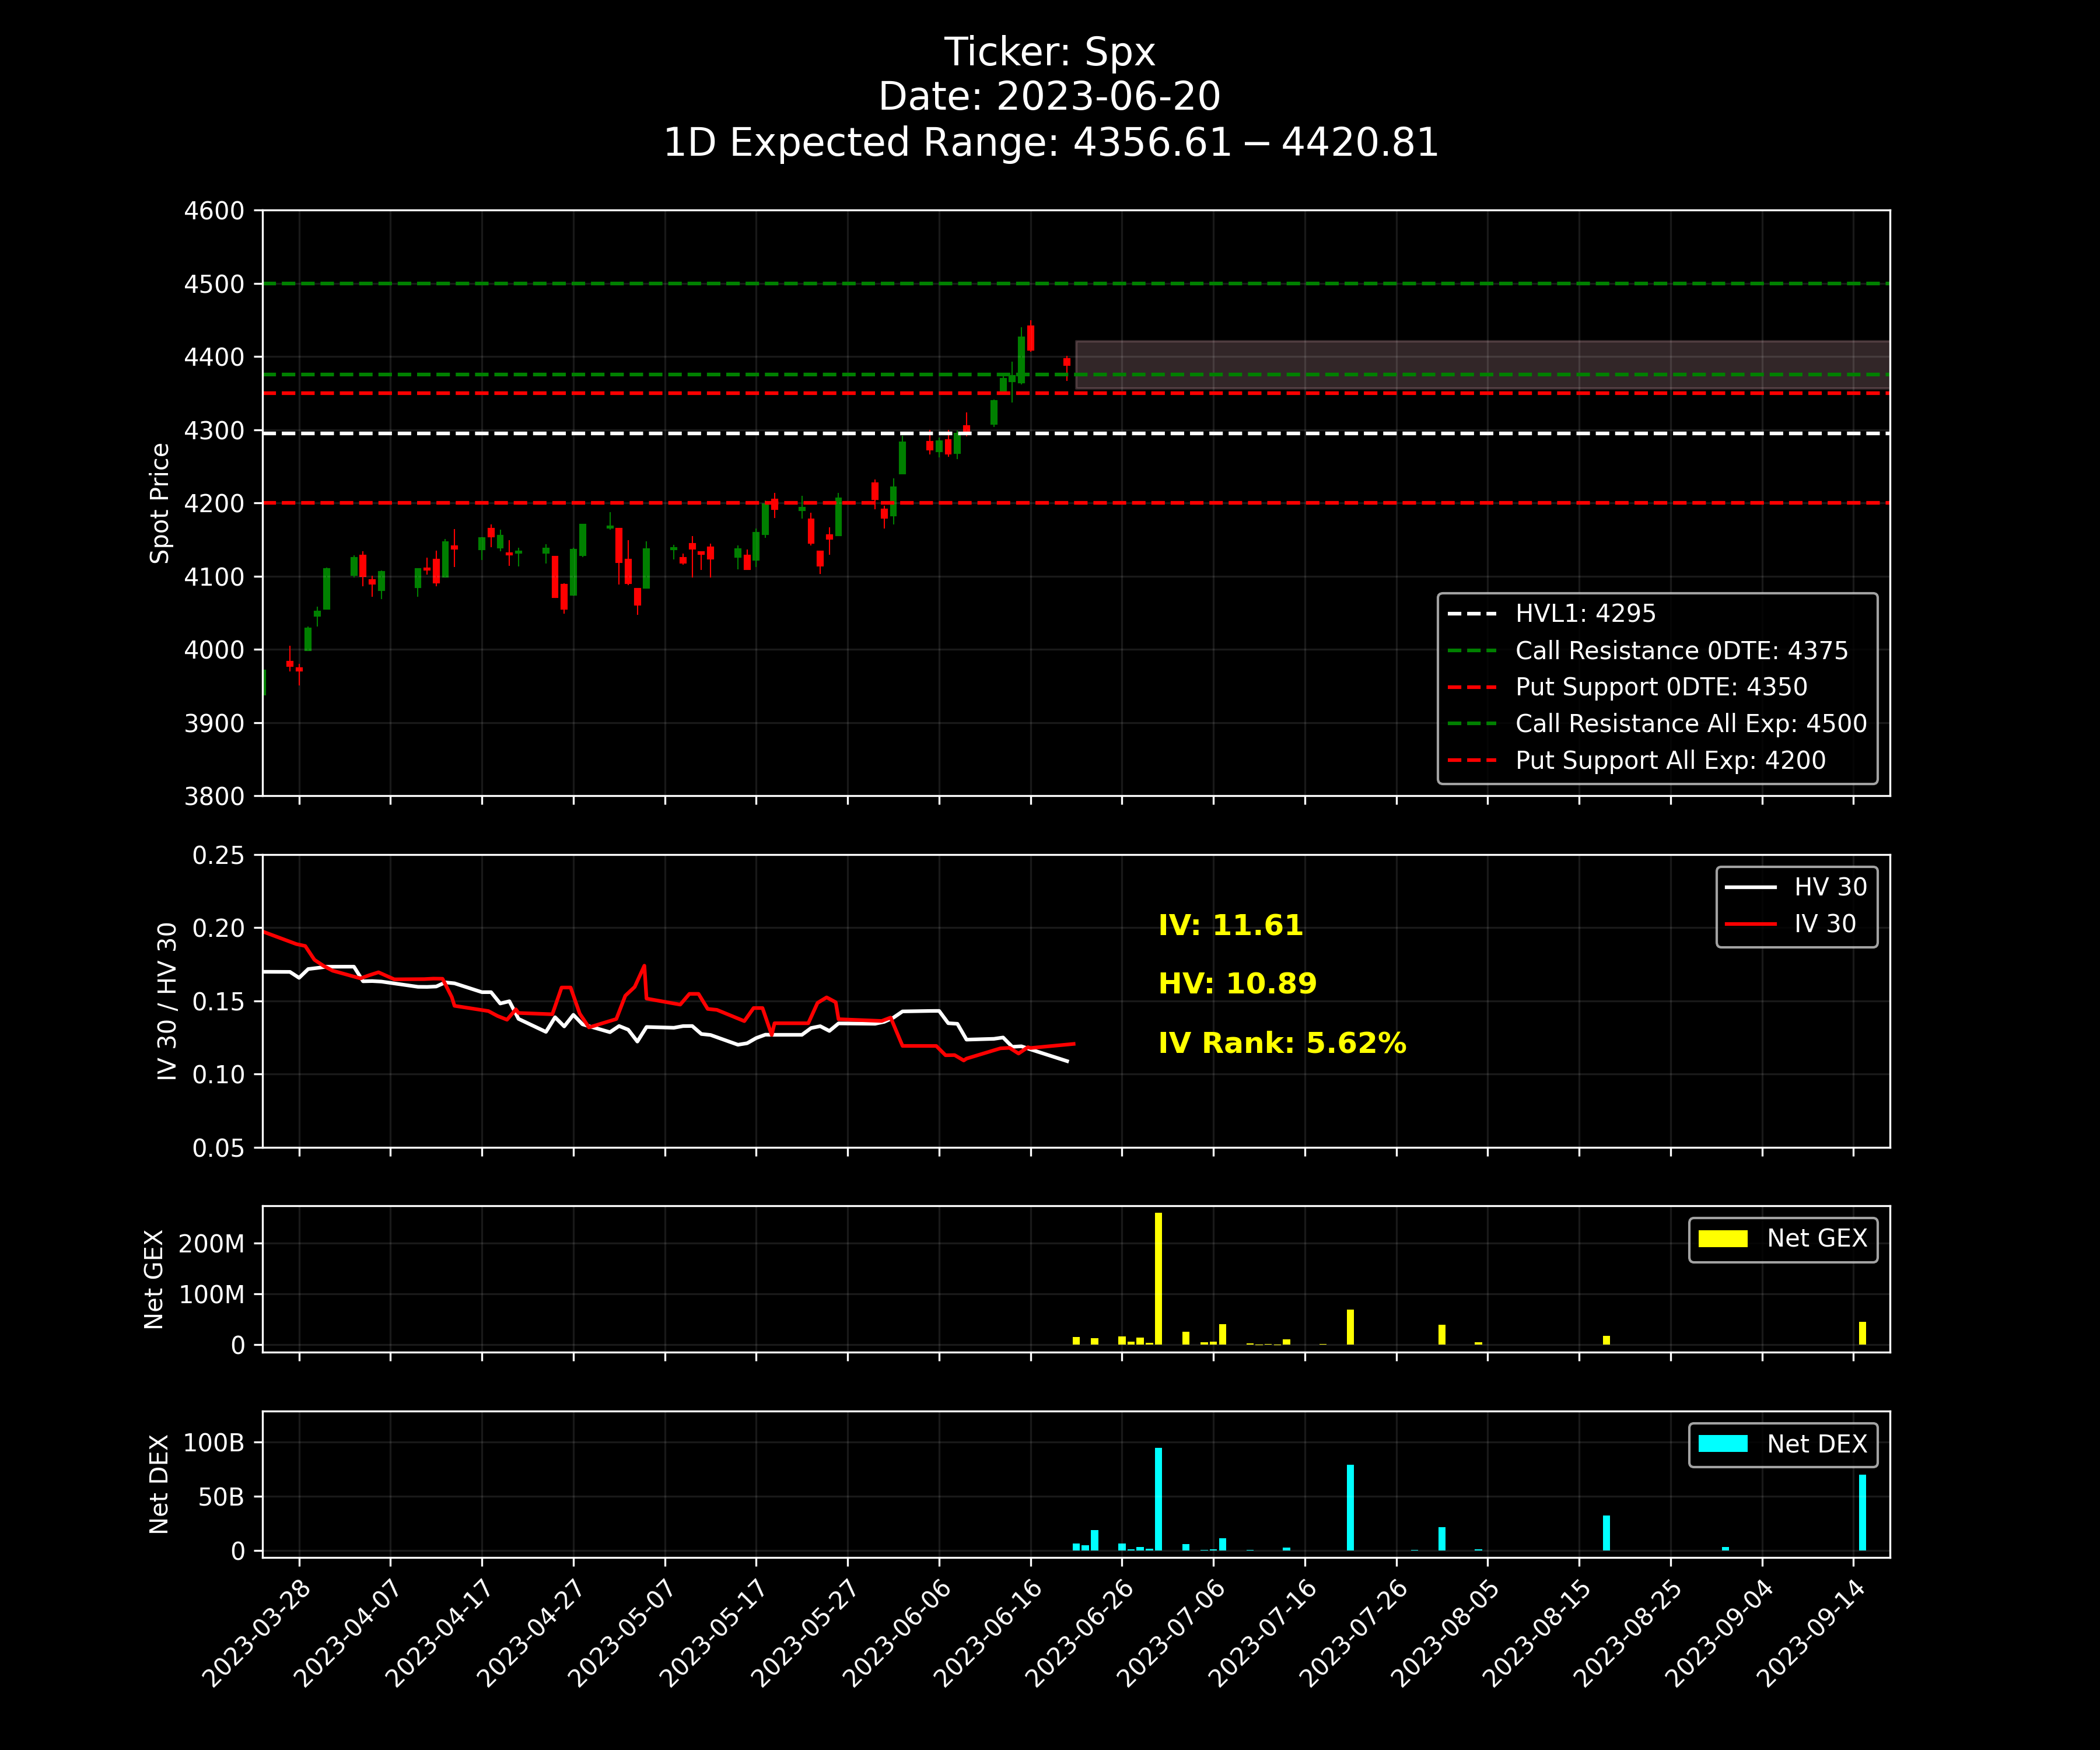 Ticker: Spx
Date: 2023-06-20
1D Expected Range: 4356.61 − 4420.81
Spot Price
4600
4500
4400
4300
4200
4100
4000
3900
3800
HVL1: 4295
Call Resistance 0DTE: 4375
Put Support 0DTE: 4350
Call Resistance All Exp: 4500
Put Support All Exp: 4200
IV 30 / HV 30
0.25
0.20
0.15
0.10
0.05
IV: 11.61
HV: 10.89
IV Rank: 5.62%
HV 30
IV 30
Net GEX
200M
100M
0
Net GEX
Net DEX
100B
50B
0
Net DEX
2023-03-28
2023-04-07
2023-04-17
2023-04-27
2023-05-07
2023-05-17
2023-05-27
2023-06-06
2023-06-16
2023-06-26
2023-07-06
2023-07-16
2023-07-26
2023-08-05
2023-08-15
2023-08-25
2023-09-04
2023-09-14